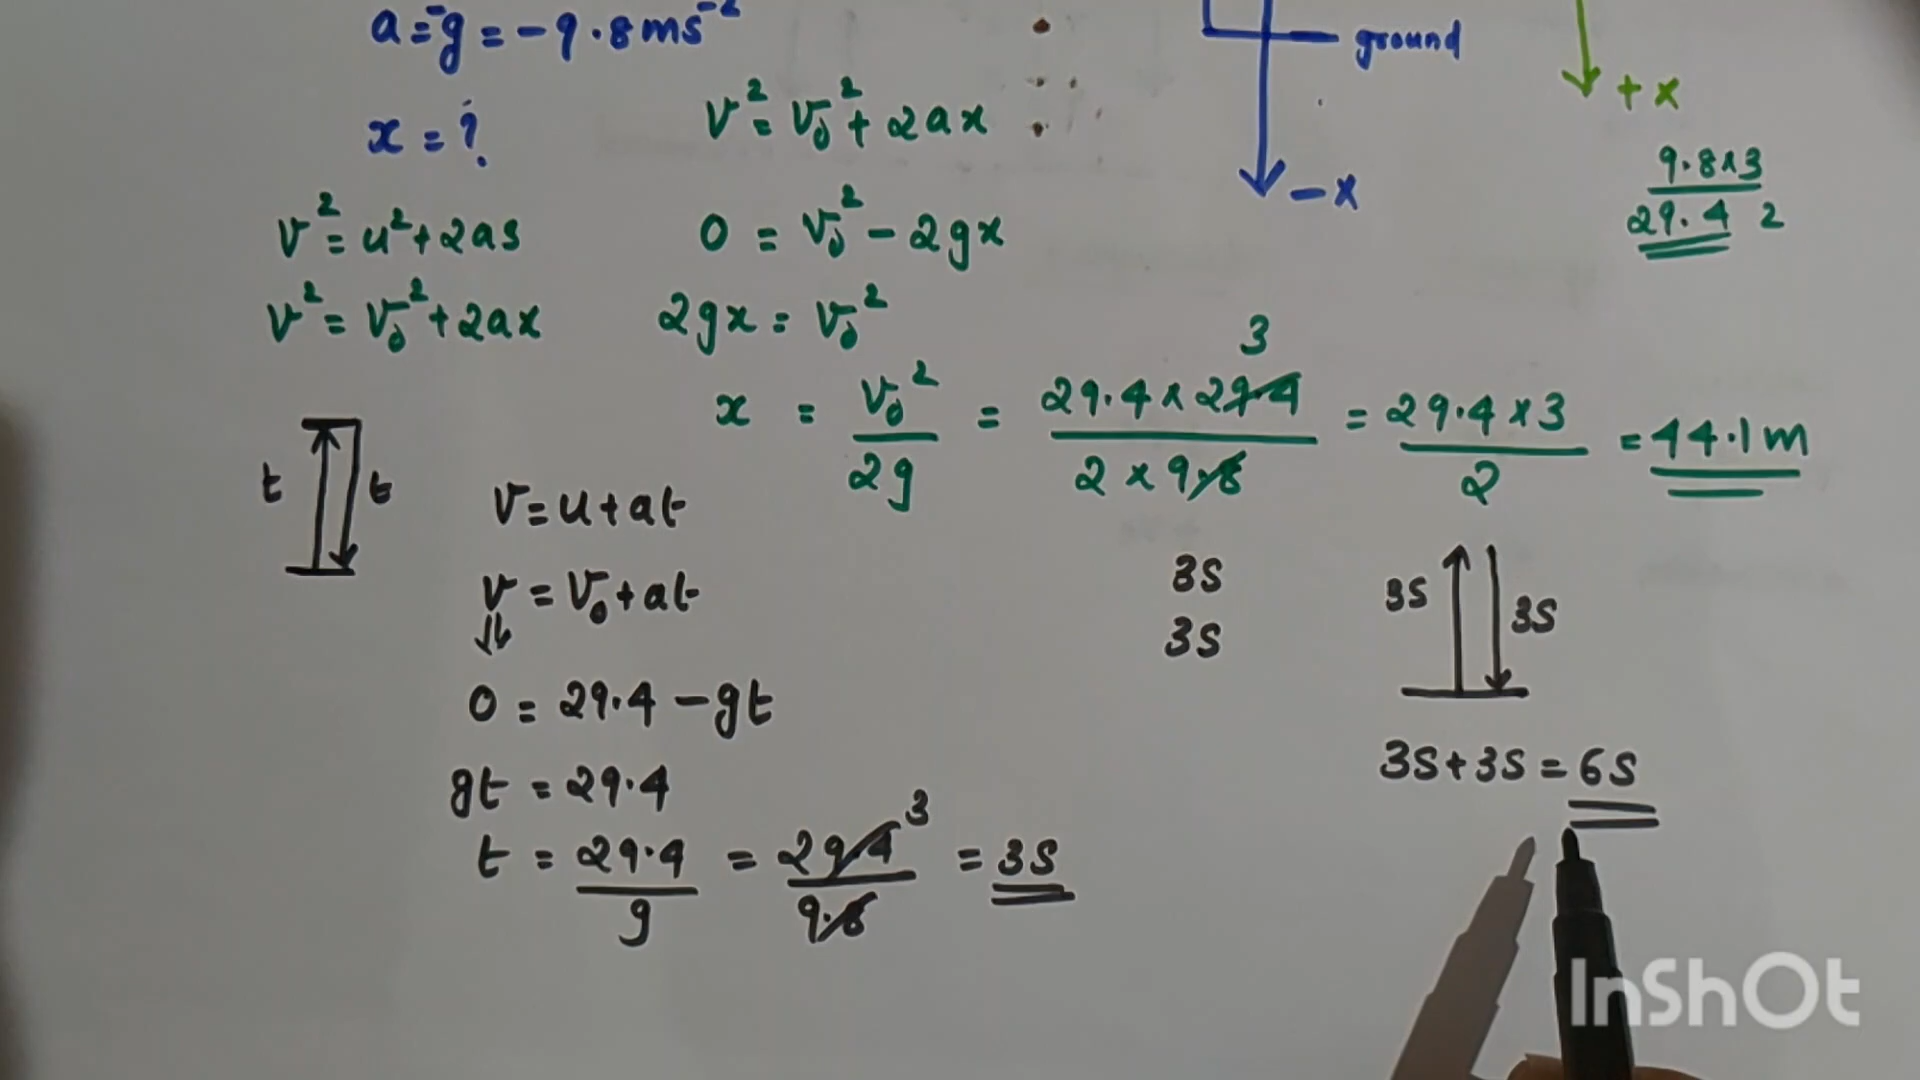 a=-g=-9.8ms⁻²
ground
+x
x=?
v²=v₀²+2ax
-x
9.8×3
29.4 2
v²=u²+2as
0=v₀²-2gx
v²=v₀²+2ax
2gx=v₀²
3
x = v₀²/2g = 29.4×29.4/2×9.8 = 29.4×3/2 = 44.1m
t t
v=u+at
v=v₀+at
3s
3s
3s 3s
0=29.4-gt
3s+3s=6s
gt=29.4
3
t = 29.4/g = 29.4/9.8 = 3s
InShOt